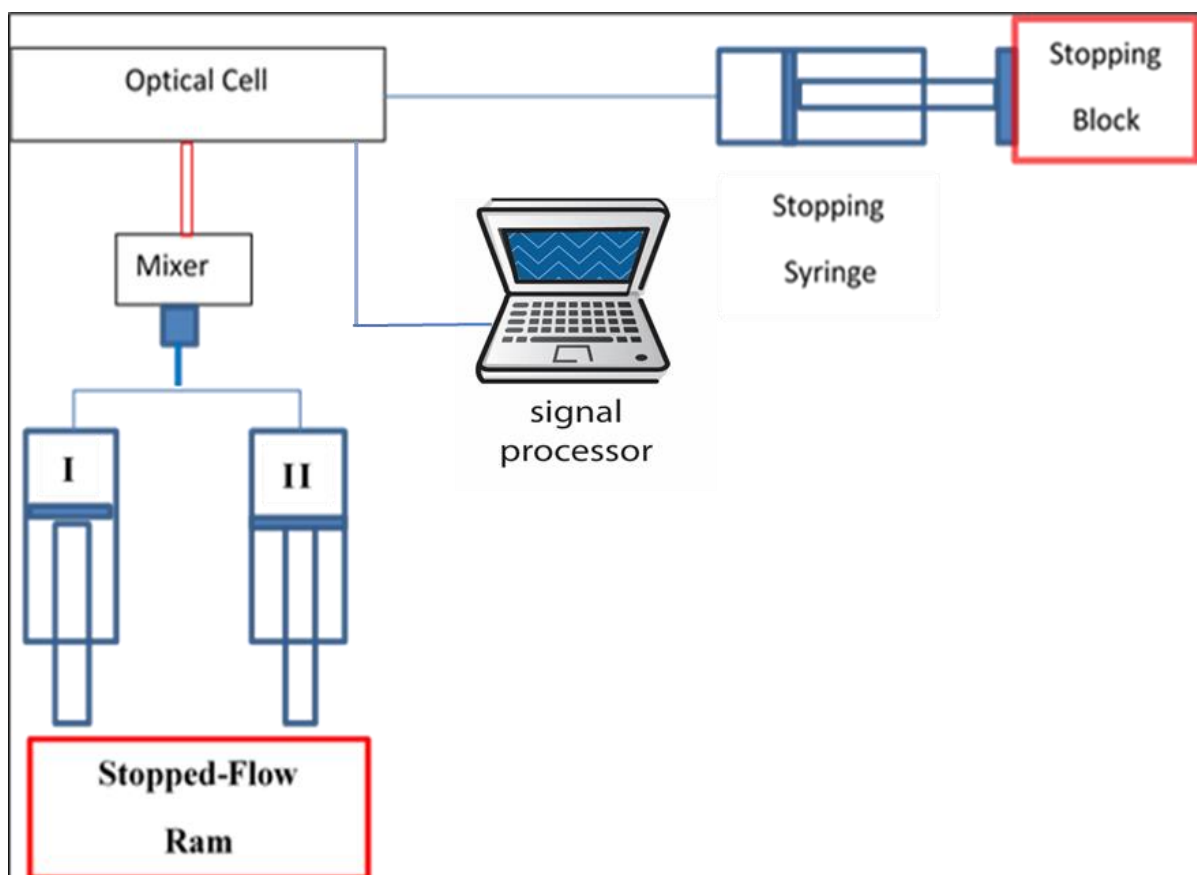 Optical Cell
Stopping
Block
Mixer
Stopping
Syringe
signal
processor
I
II
Stopped-Flow
Ram